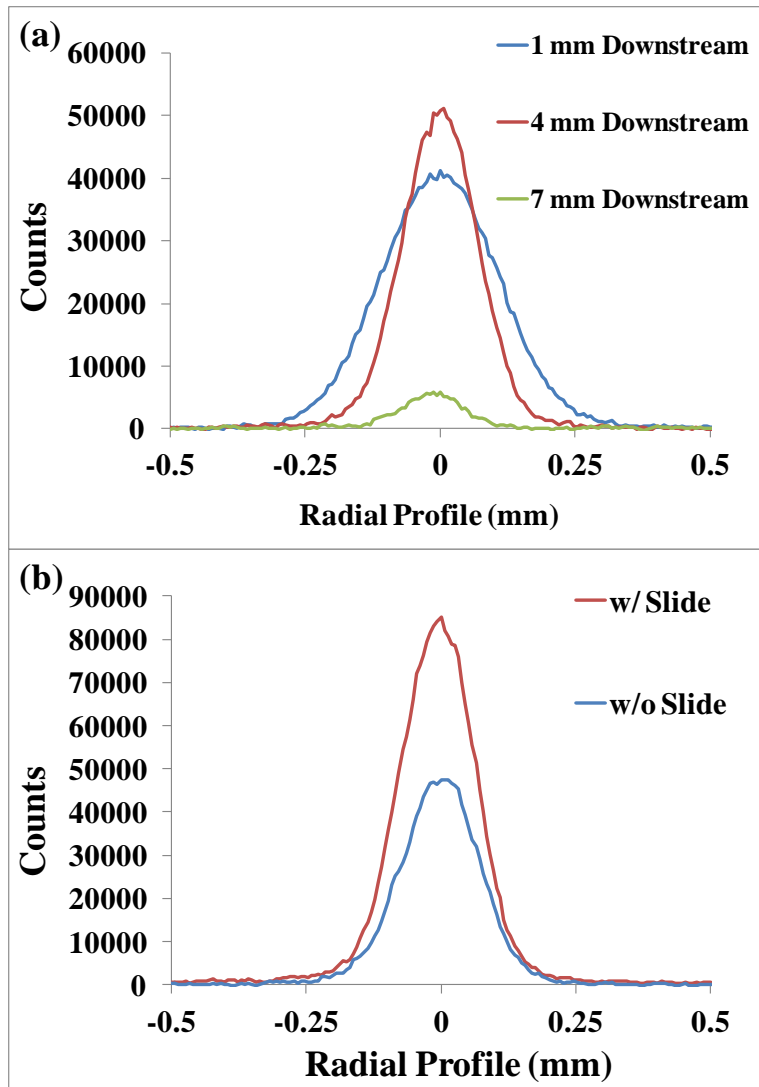 (a)
60000
50000
40000
30000
20000
10000
0
Counts
1 mm Downstream
4 mm Downstream
7 mm Downstream
-0.5 -0.25 0 0.25 0.5
Radial Profile (mm)
(b)
90000
80000
70000
60000
50000
40000
30000
20000
10000
0
Counts
w/ Slide
w/o Slide
-0.5 -0.25 0 0.25 0.5
Radial Profile (mm)